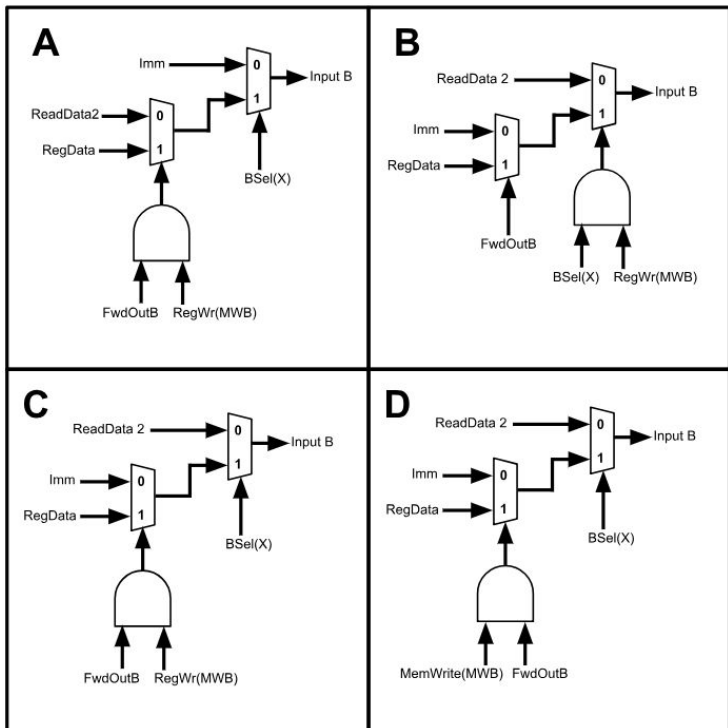 A
Imm
0
Input B
1
ReadData2
0
RegData
1
BSel(X)
FwdOutB RegWr(MWB)
B
ReadData 2
0
Input B
1
Imm
0
RegData
1
FwdOutB
BSel(X) RegWr(MWB)
C
ReadData 2
0
Input B
1
Imm
0
RegData
1
BSel(X)
FwdOutB RegWr(MWB)
D
ReadData 2
0
Input B
1
Imm
0
RegData
1
BSel(X)
MemWrite(MWB) FwdOutB